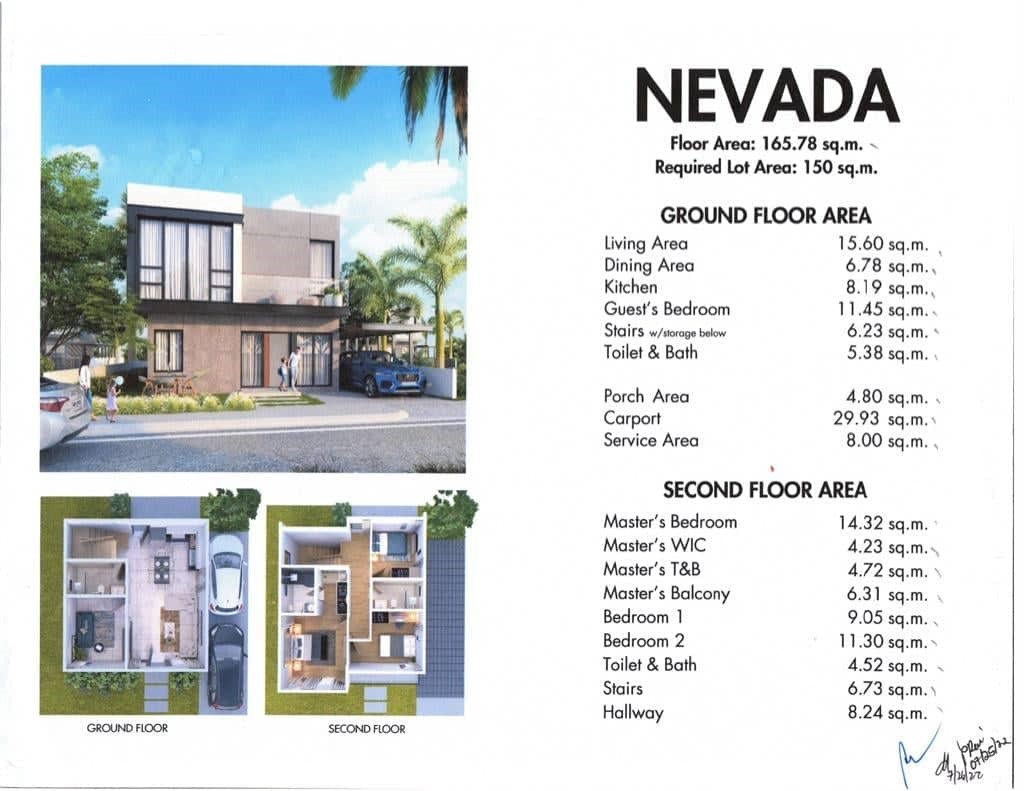 NEVADA
Floor Area: 165.78 sq.m.
Required Lot Area: 150 sq.m.
GROUND FLOOR AREA
Living Area 15.60 sq.m.
Dining Area 6.78 sq.m.
Kitchen 8.19 sq.m.
Guest's Bedroom 11.45 sq.m.
Stairs w/storage below 6.23 sq.m.
Toilet & Bath 5.38 sq.m.
Porch Area 4.80 sq.m.
Carport 29.93 sq.m.
Service Area 8.00 sq.m.
SECOND FLOOR AREA
Master's Bedroom 14.32 sq.m.
Master's WIC 4.23 sq.m.
Master's T&B 4.72 sq.m.
Master's Balcony 6.31 sq.m.
Bedroom 1 9.05 sq.m.
Bedroom 2 11.30 sq.m.
Toilet & Bath 4.52 sq.m.
Stairs 6.73 sq.m.
Hallway 8.24 sq.m.
GROUND FLOOR
SECOND FLOOR
07/25/22
7/26/22